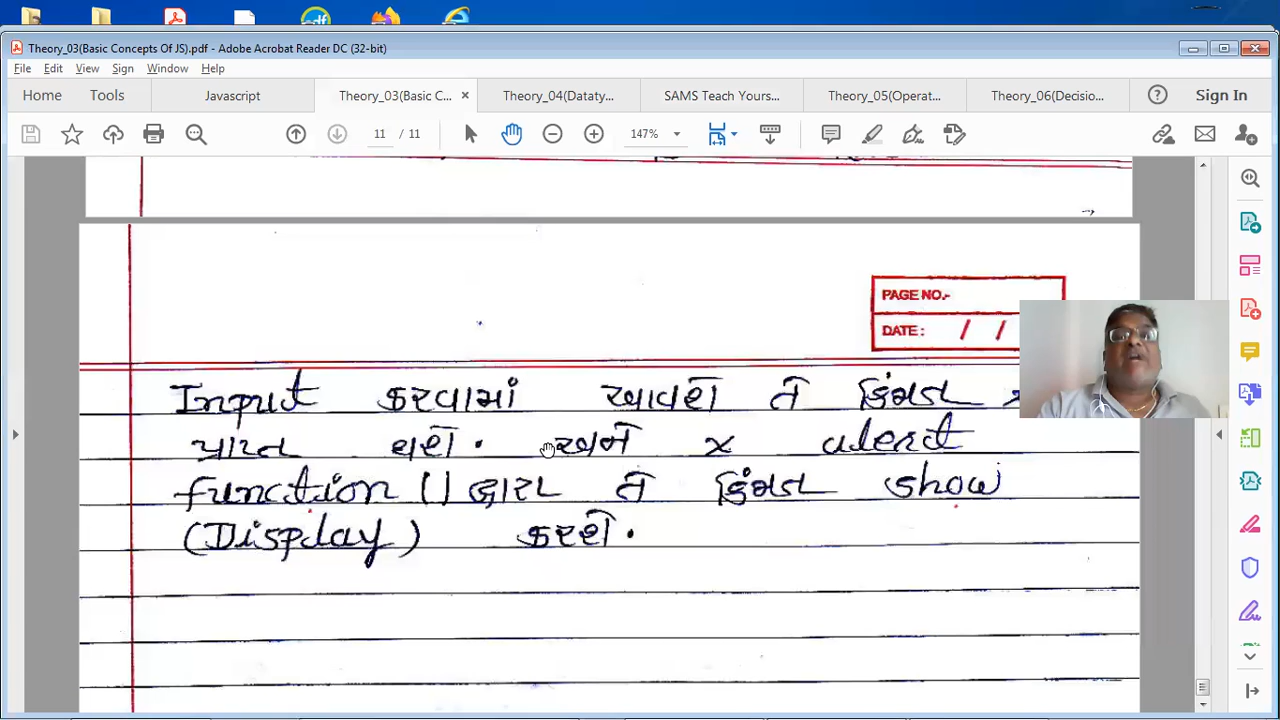 Theory_03(Basic Concepts Of JS).pdf - Adobe Acrobat Reader DC (32-bit)
File Edit View Sign Window Help
Home Tools Javascript Theory_03(Basic C... Theory_04(Dataty... SAMS Teach Yours... Theory_05(Operat... Theory_06(Decisio... Sign In
11 / 11 147%
PAGE NO.-
DATE : / /
Input કરવામાં આવશે તે કિંમત
પારત થશે. અને x alert
function() દ્વારા તે કિંમત show
(Display) કરશે.